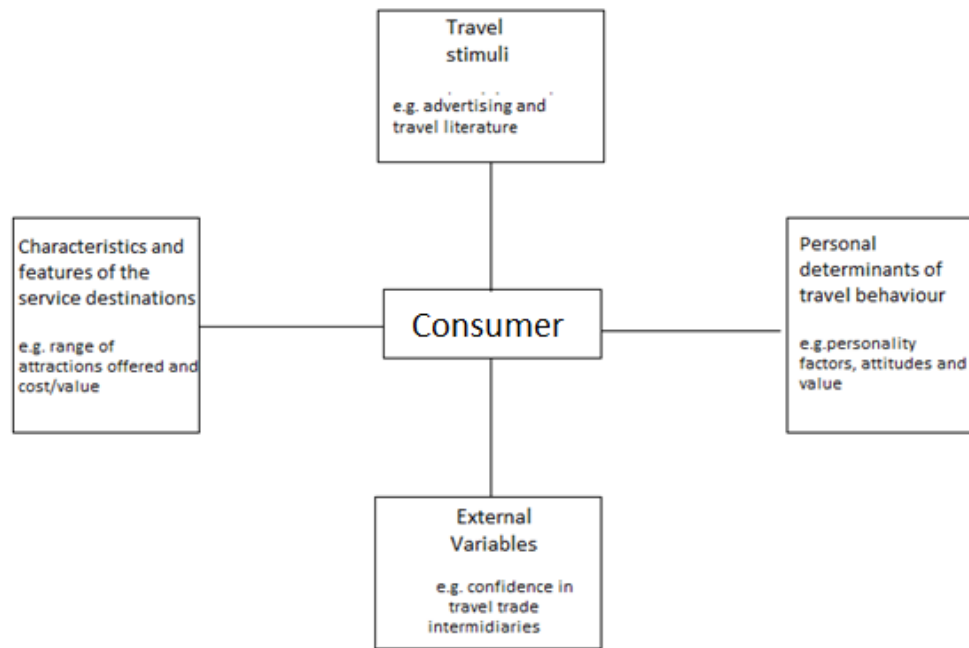 Travel
stimuli
e.g. advertising and
travel literature
Characteristics and
features of the
service destinations
e.g. range of
attractions offered and
cost/value
Consumer
Personal
determinants of
travel behaviour
e.g.personality
factors, attitudes and
value
External
Variables
e.g. confidence in
travel trade
intermidiaries